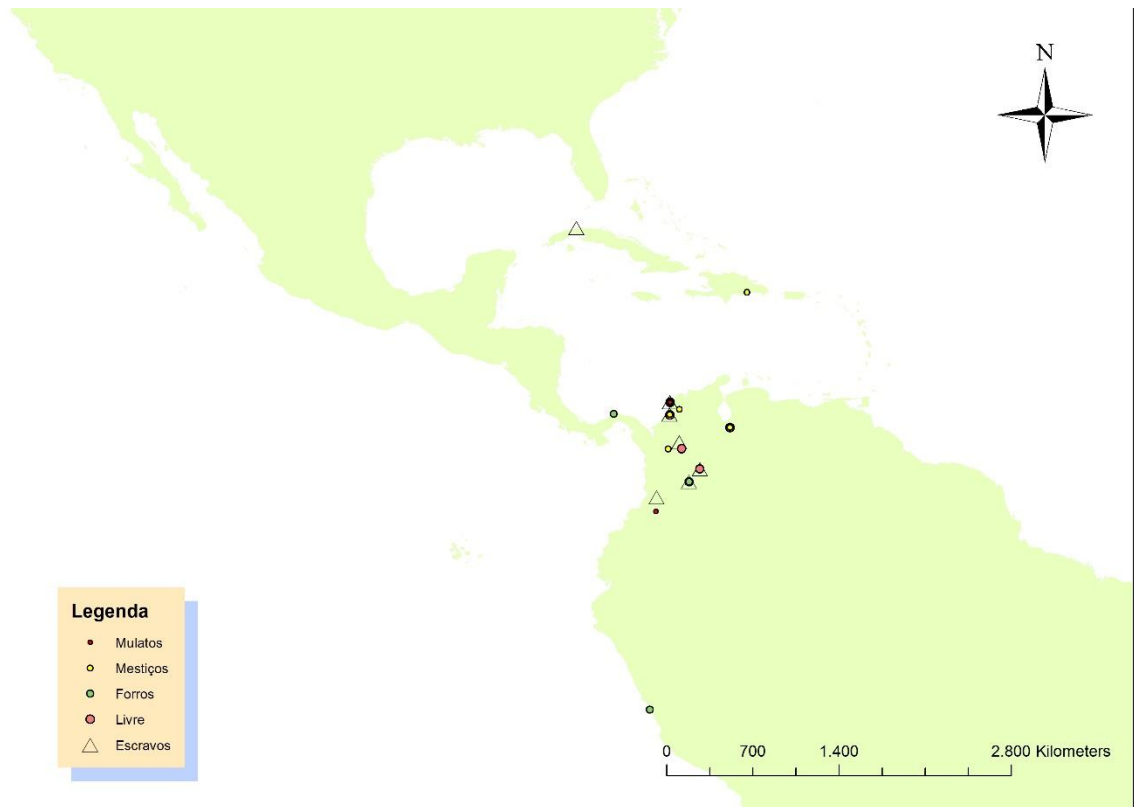 N
Legenda
Mulatos
Mestiços
Forros
Livre
Escravos
0 700 1.400 2.800 Kilometers